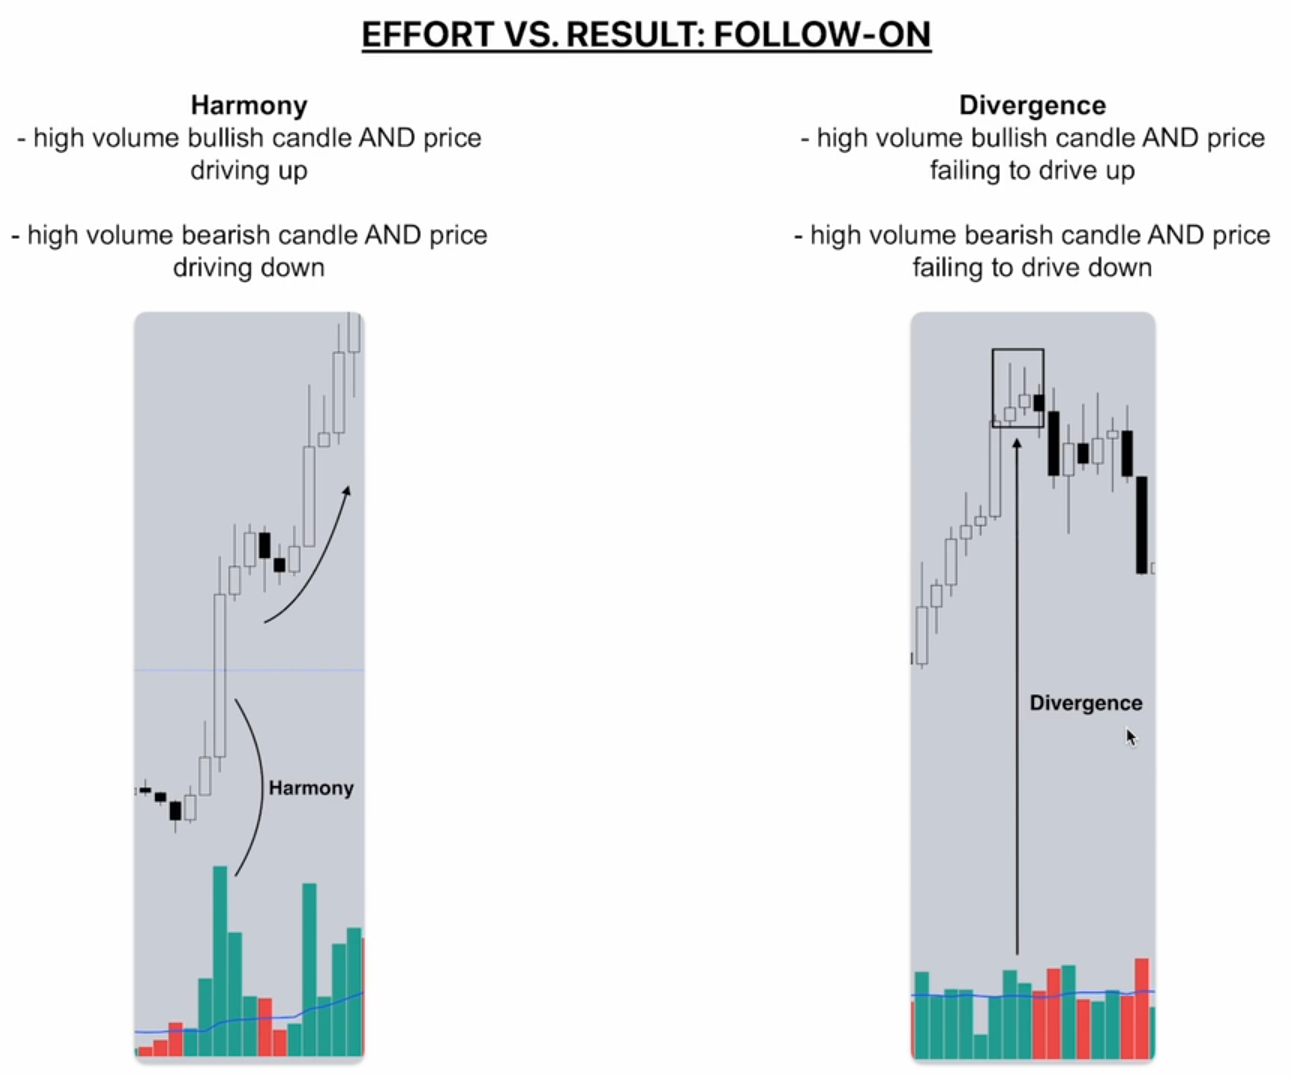 EFFORT VS. RESULT: FOLLOW-ON
Harmony
- high volume bullish candle AND price
driving up
- high volume bearish candle AND price
driving down
Divergence
- high volume bullish candle AND price
failing to drive up
- high volume bearish candle AND price
failing to drive down
Harmony
Divergence